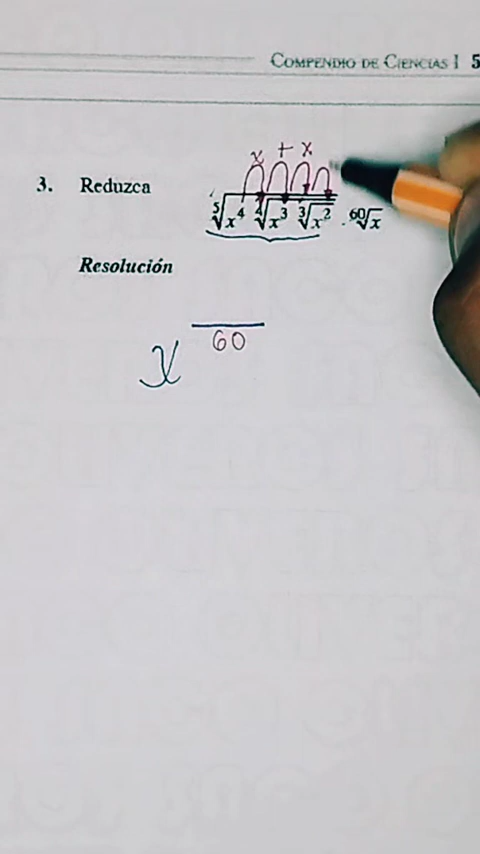 COMPENDIO DE CIENCIAS I 5
x + x
3. Reduzca ⁵√x⁴ ⁴√x³ ³√x² · ⁶⁰√x
Resolución
x 60